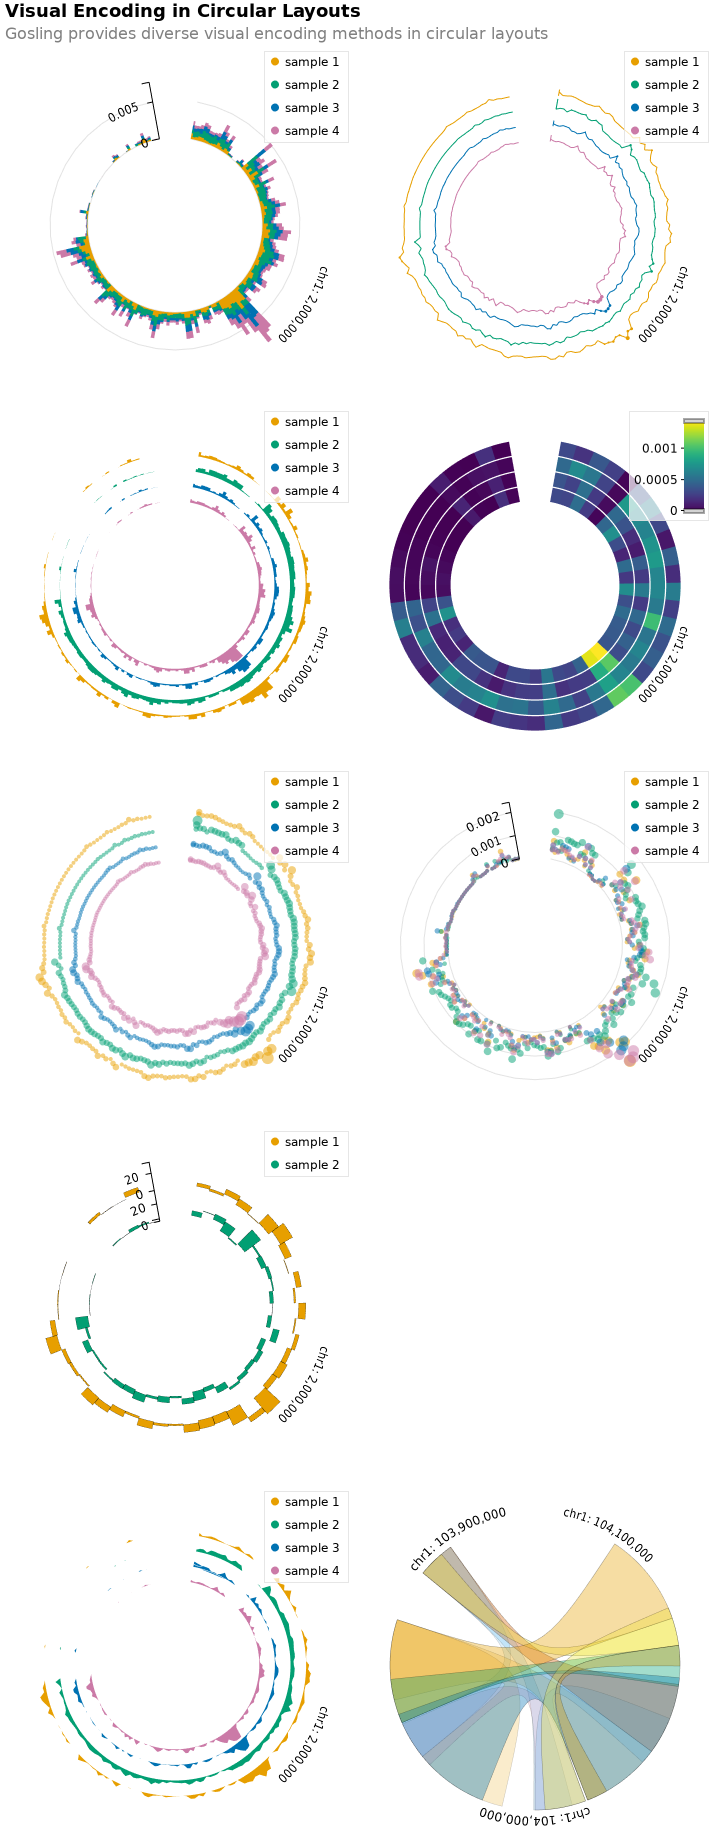 Visual Encoding in Circular Layouts
Gosling provides diverse visual encoding methods in circular layouts
sample 1
sample 2
sample 3
sample 4
0.005
0
chr1: 2,000,000
sample 1
sample 2
sample 3
sample 4
chr1: 2,000,000
sample 1
sample 2
sample 3
sample 4
chr1: 2,000,000
0.001
0.0005
0
chr1: 2,000,000
sample 1
sample 2
sample 3
sample 4
chr1: 2,000,000
sample 1
sample 2
sample 3
sample 4
0.002
0.001
0
chr1: 2,000,000
sample 1
sample 2
20
0
20
0
chr1: 2,000,000
sample 1
sample 2
sample 3
sample 4
chr1: 2,000,000
chr1: 103,900,000
chr1: 104,100,000
chr1: 104,000,000